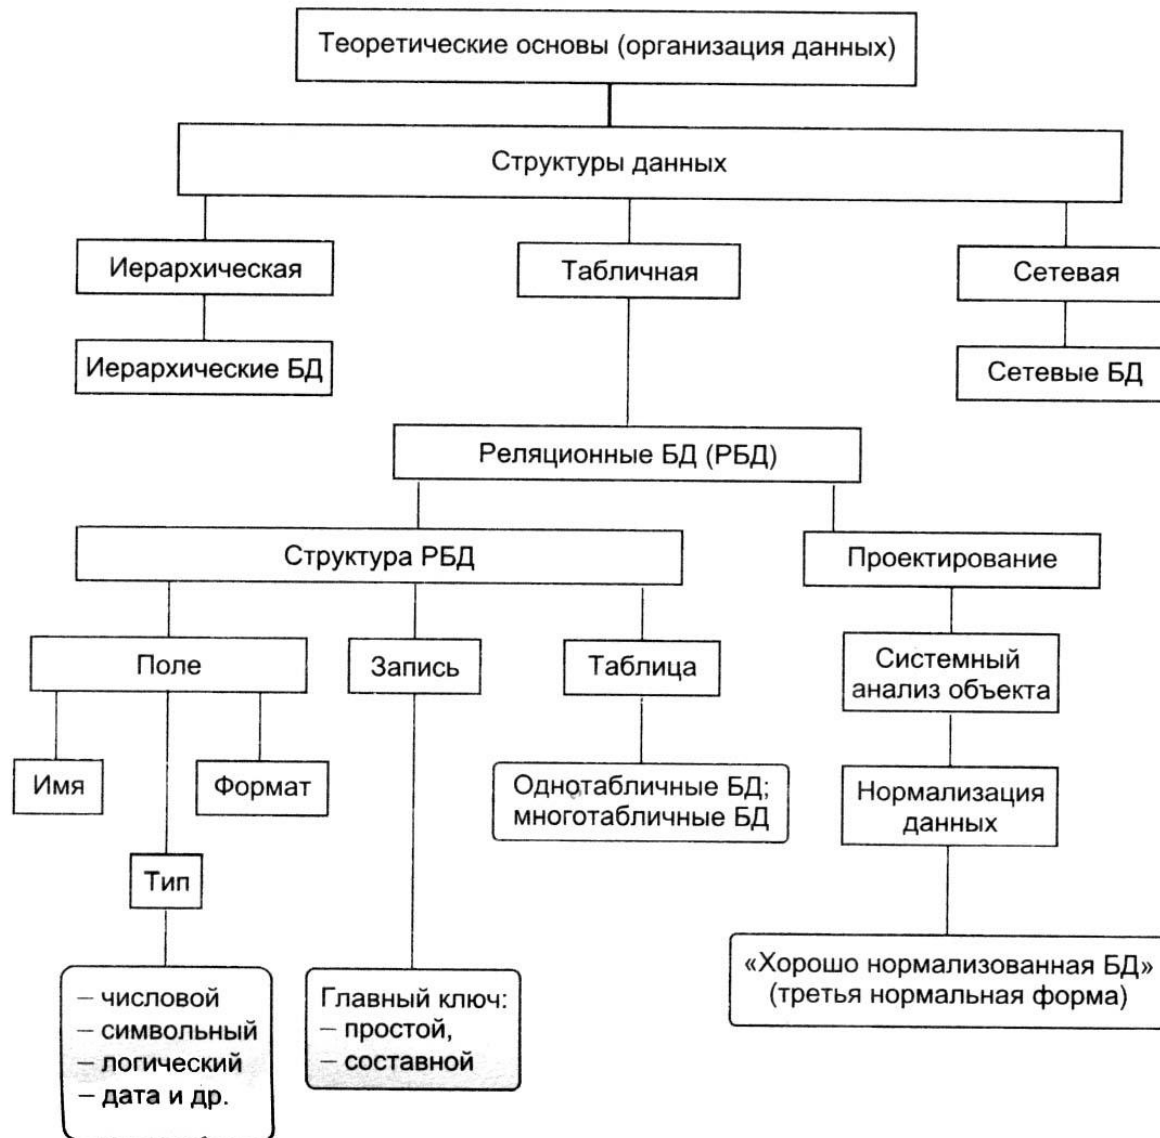 Теоретические основы (организация данных)
Структуры данных
Иерархическая
Табличная
Сетевая
Иерархические БД
Сетевые БД
Реляционные БД (РБД)
Структура РБД
Проектирование
Поле
Запись
Таблица
Системный
анализ объекта
Имя
Формат
Однотабличные БД;
многотабличные БД
Нормализация
данных
Тип
«Хорошо нормализованная БД»
(третья нормальная форма)
– числовой
– символьный
– логический
– дата и др.
Главный ключ:
– простой,
– составной